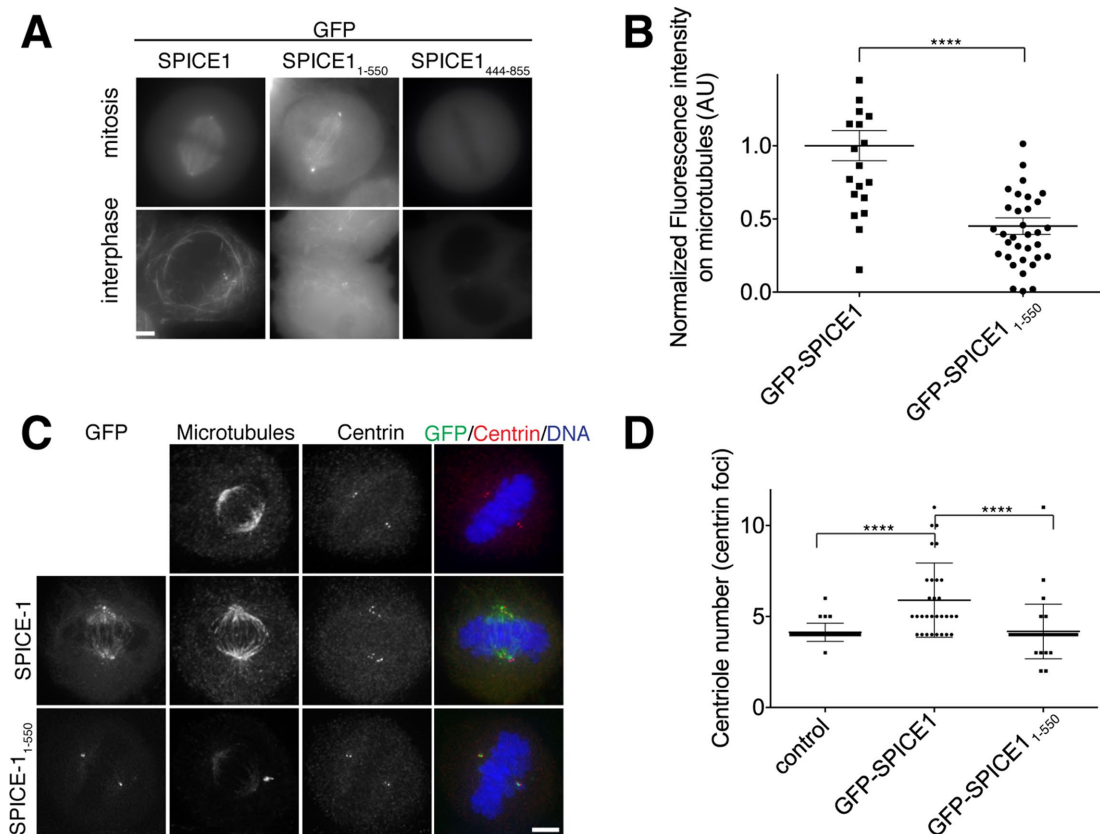 A
GFP
SPICE1 SPICE1 1-550 SPICE1 444-855
mitosis
interphase
B
****
Normalized Fluorescence intensity
on microtubules (AU)
1.0
0.5
0.0
GFP-SPICE1
GFP-SPICE1 1-550
C
GFP Microtubules Centrin GFP/Centrin/DNA
SPICE-1
SPICE-1 1-550
D
**** ****
Centriole number (centrin foci)
10
5
0
control
GFP-SPICE1
GFP-SPICE1 1-550